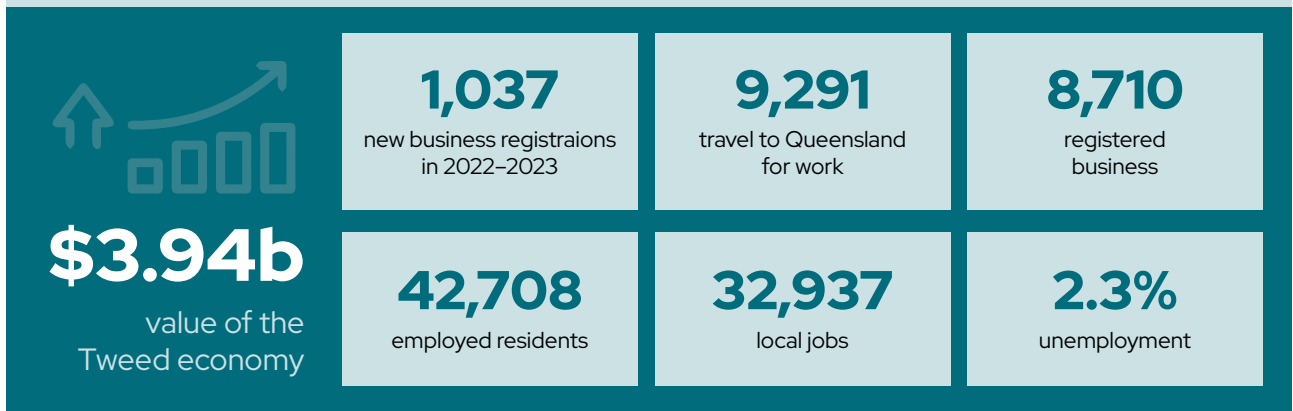 $3.94b
value of the
Tweed economy
1,037
new business registraions
in 2022–2023
9,291
travel to Queensland
for work
8,710
registered
business
42,708
employed residents
32,937
local jobs
2.3%
unemployment